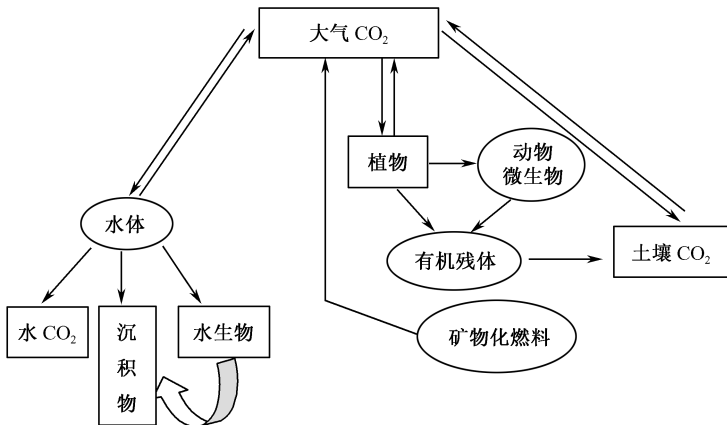 大气 CO₂
植物
动物
微生物
水体
有机残体
土壤 CO₂
水 CO₂
沉
积
物
水生物
矿物化燃料